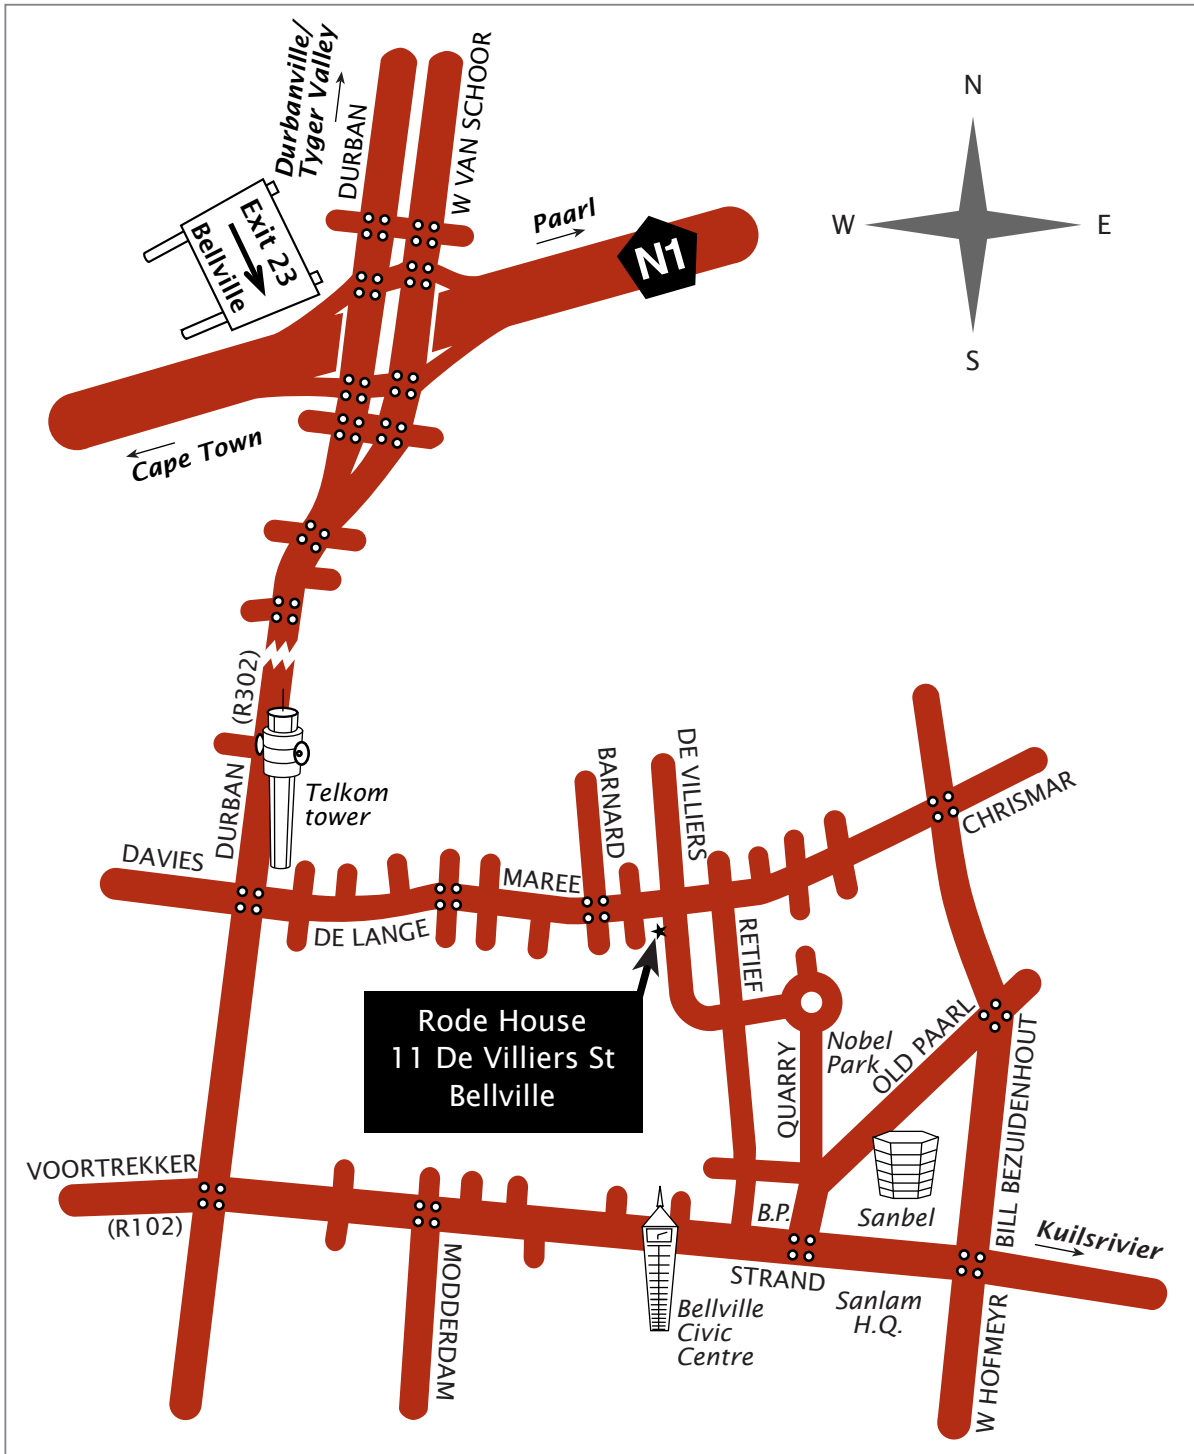 Durbanville/
Tyger Valley
DURBAN
W VAN SCHOOR
N
W
E
S
Exit 23
Bellville
Paarl
N1
Cape Town
(R302)
DURBAN
Telkom
tower
DAVIES
DE LANGE
MAREE
BARNARD
DE VILLIERS
CHRISMAR
RETIEF
Rode House
11 De Villiers St
Bellville
QUARRY
Nobel
Park
OLD PAARL
BILL BEZUIDENHOUT
VOORTREKKER
(R102)
MODDERDAM
B.P.
Sanbel
STRAND
Kuilsrivier
Bellville
Civic
Centre
Sanlam
H.Q.
W HOFMEYR